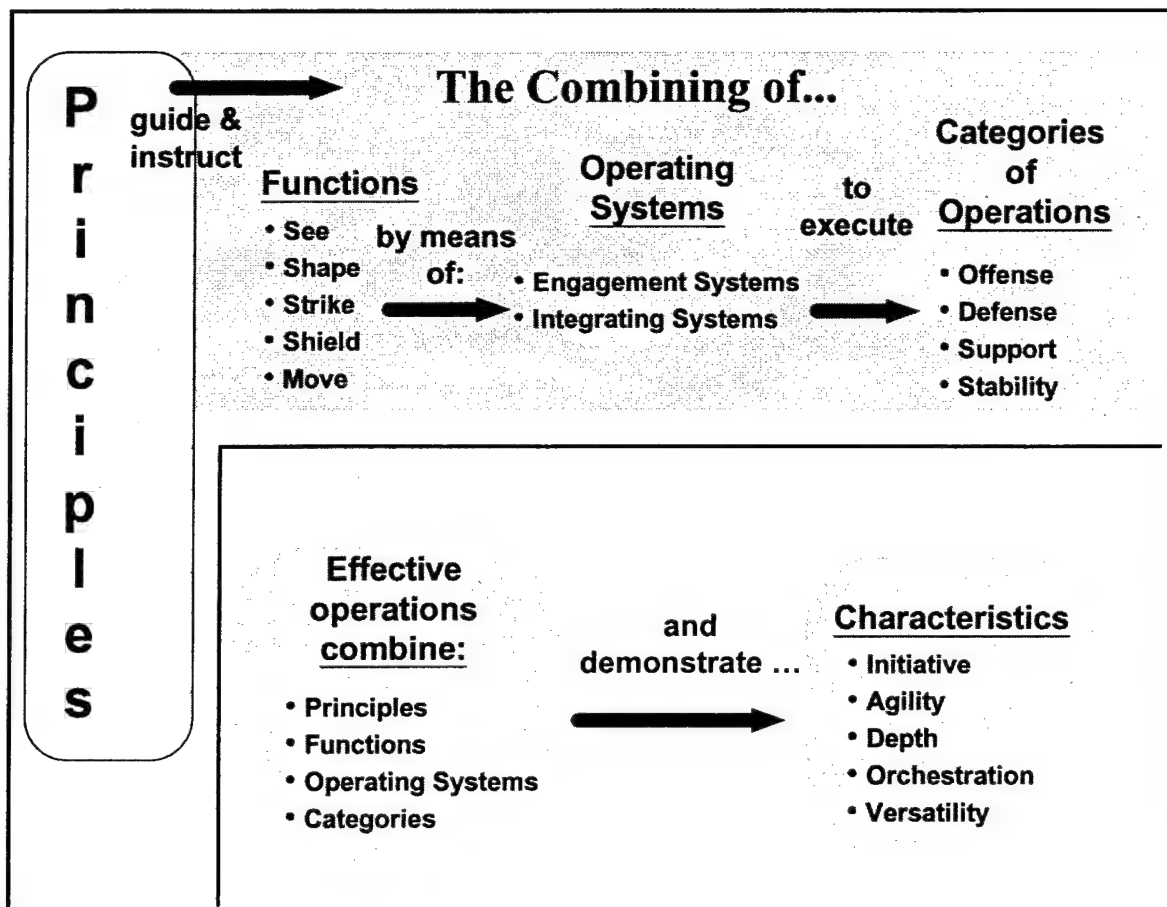 Principles
guide &
instruct
The Combining of...
Functions
• See
• Shape
• Strike
• Shield
• Move
by means
of:
Operating
Systems
• Engagement Systems
• Integrating Systems
to
execute
Categories
of
Operations
• Offense
• Defense
• Support
• Stability
Effective
operations
combine:
• Principles
• Functions
• Operating Systems
• Categories
and
demonstrate ...
Characteristics
• Initiative
• Agility
• Depth
• Orchestration
• Versatility